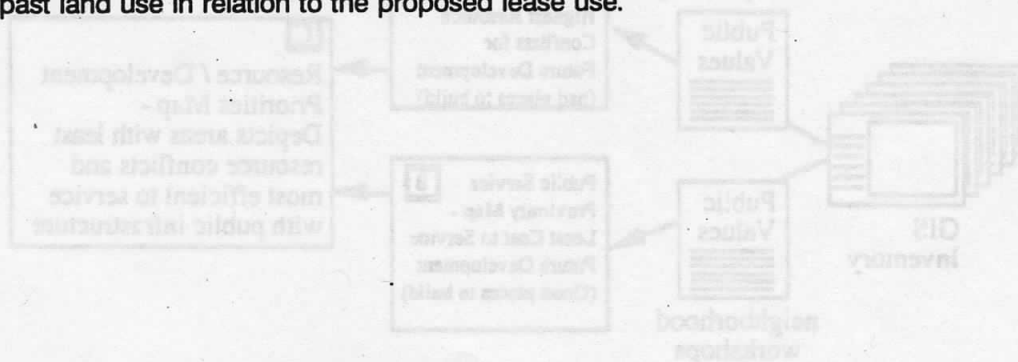 past land use in relation to the proposed lease use.
Public
Values
Conflicts for
Future Development
(bad places to build)
Resource / Development
Priorities Map -
Depicts areas with least
resource conflicts and
most efficient to service
with public infrastructure
GIS
Inventory
Public
Values
neighborhood
workshops
Public Service
Map -
Least Cost to Service
Future Development
(Good places to build)